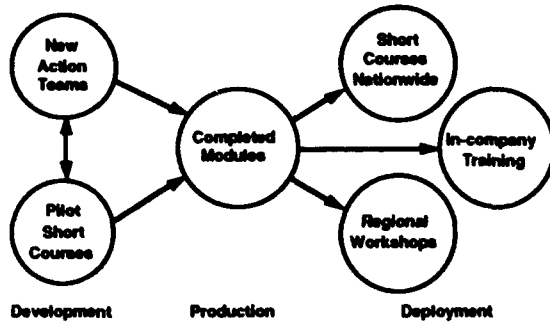 New
Action
Teams
Pilot
Short
Courses
Completed
Modules
Short
Courses
Nationwide
In-company
Training
Regional
Workshops
Development
Production
Deployment